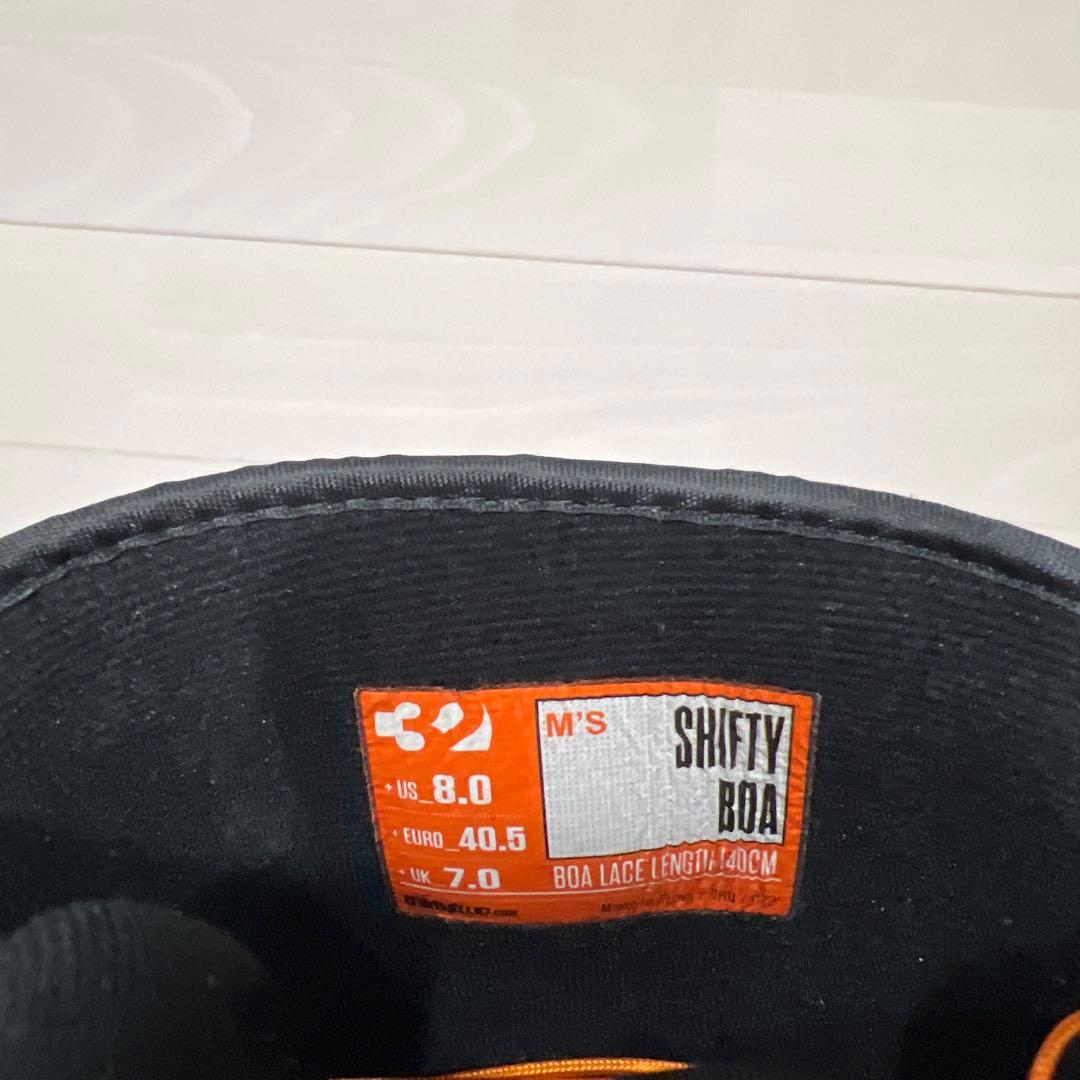 32
M'S
SHIFTY
BOA
+ US_8.0
+ EURO_40.5
+ UK_7.0
BOA LACE LENGTH 140CM